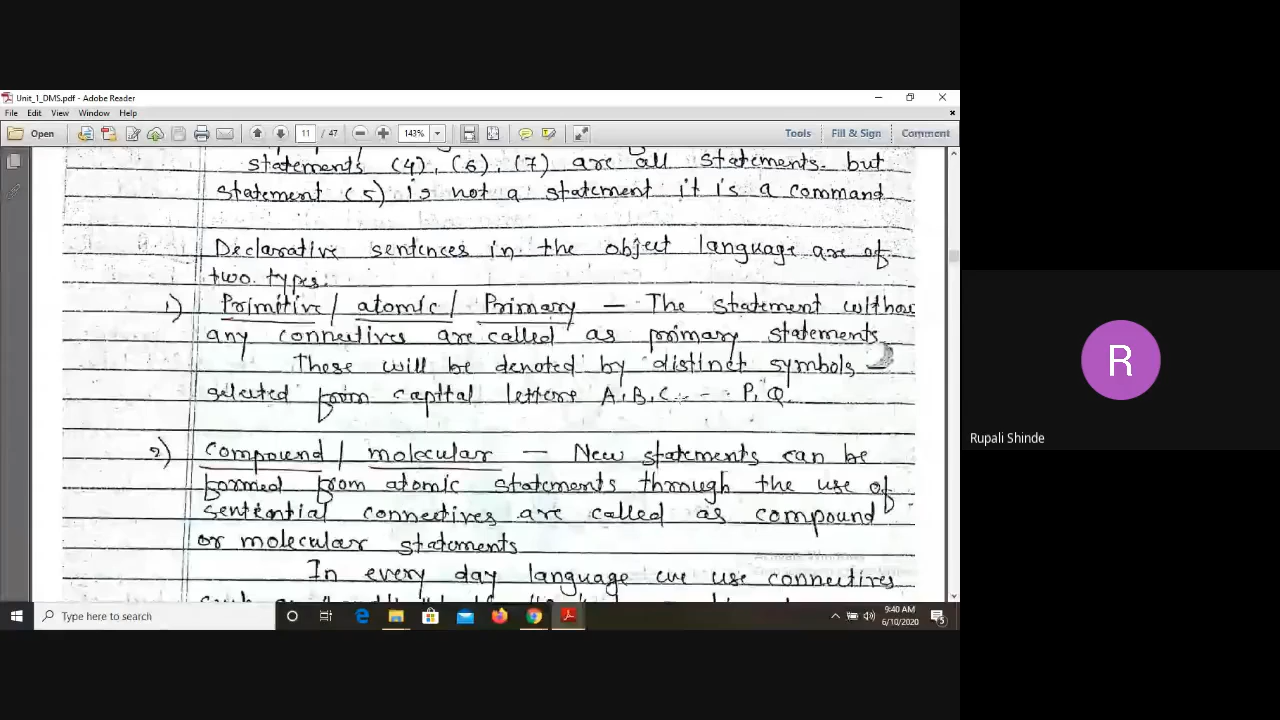 Unit_1_DMS.pdf - Adobe Reader
File Edit View Window Help
Open 11 / 47 143% Tools Fill & Sign Comment
statements (4), (6), (7) are all statements. but
statement (5) is not a statement it is a command
Declarative sentences in the object language are of
two types.
1) Primitive / atomic / Primary — The statement without
any connectives are called as primary statements
These will be denoted by distinct symbols
selected from capital letters A, B, C, - - P, Q.
2) Compound / molecular — New statements can be
formed from atomic statements through the use of
sentential connectives are called as compound
or molecular statements
In every day language we use connectives
R
Rupali Shinde
Type here to search
9:40 AM
6/10/2020
5